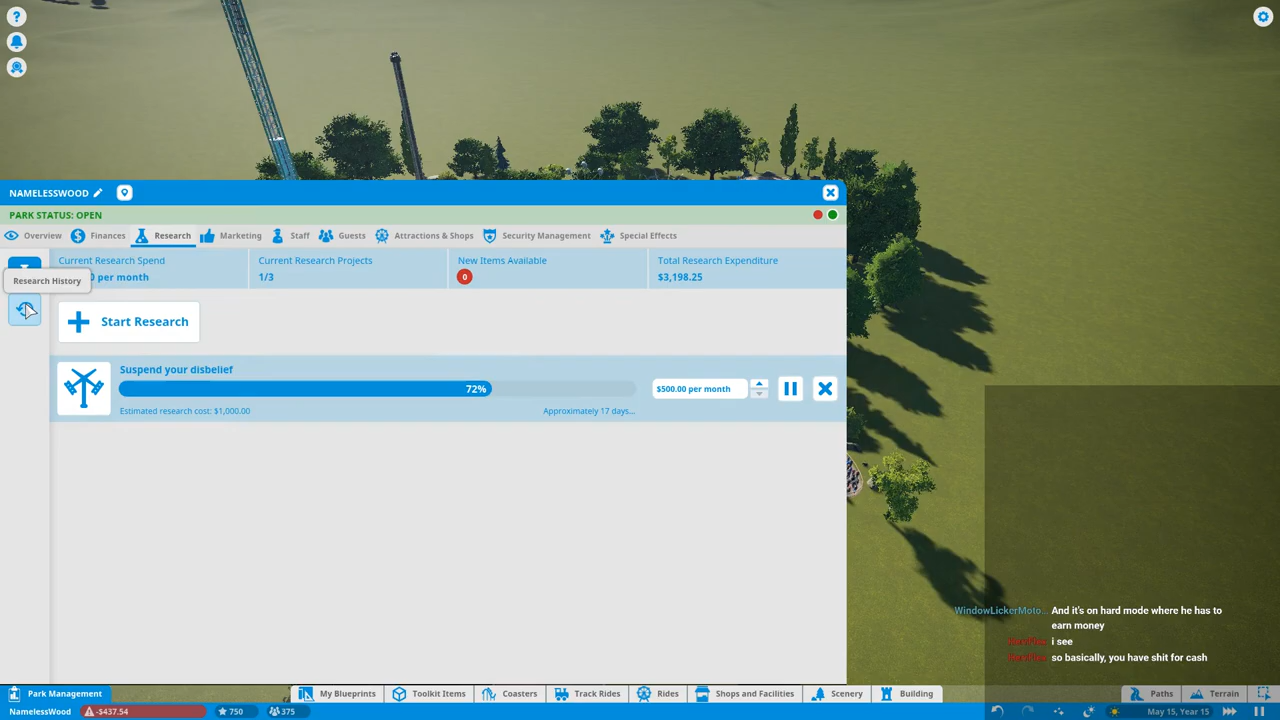 NAMELESSWOOD
PARK STATUS: OPEN
Overview
Finances
Research
Marketing
Staff
Guests
Attractions & Shops
Security Management
Special Effects
Current Research Spend
0 per month
Current Research Projects
1/3
New Items Available
0
Total Research Expenditure
$3,198.25
Research History
Start Research
Suspend your disbelief
72%
$500.00 per month
Estimated research cost: $1,000.00
Approximately 17 days...
WindowLickerMoto... And it's on hard mode where he has to
earn money
i see
so basically, you have shit for cash
Park Management
My Blueprints
Toolkit Items
Coasters
Track Rides
Rides
Shops and Facilities
Scenery
Building
Paths
Terrain
NamelessWood
-$437.54
750
375
May 15, Year 15